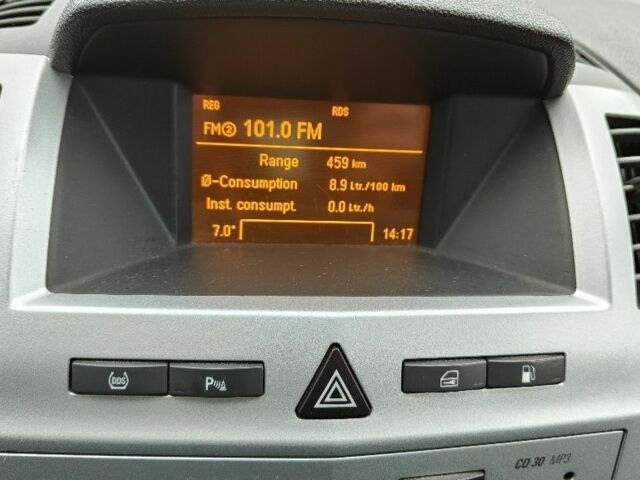 REG RDS
FM② 101.0 FM
Range 459 km
Ø-Consumption 8.9 Ltr./100 km
Inst. consumpt. 0.0 Ltr./h
7.0° 14:17
DDS P
CD 30 MP3